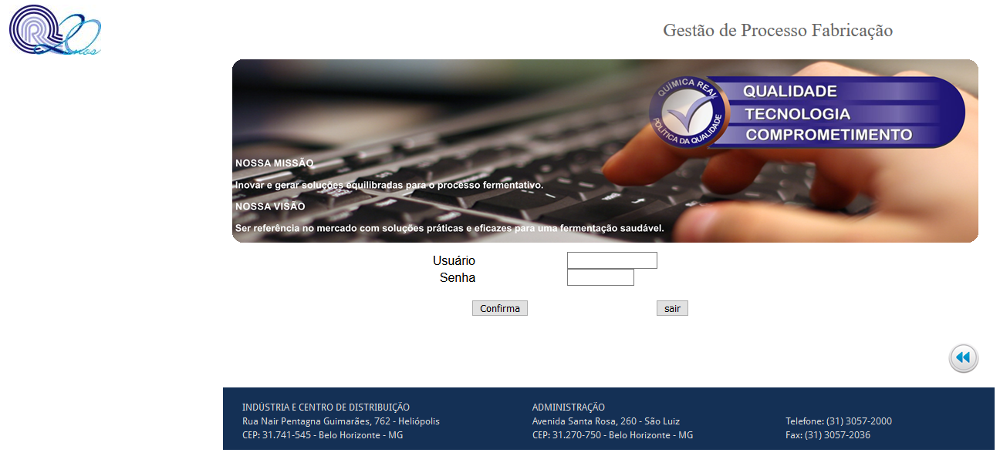 QR 20 anos
Gestão de Processo Fabricação
QUÍMICA REAL
POLÍTICA DA QUALIDADE
QUALIDADE
TECNOLOGIA
COMPROMETIMENTO
NOSSA MISSÃO
Inovar e gerar soluções equilibradas para o processo fermentativo.
NOSSA VISÃO
Ser referência no mercado com soluções práticas e eficazes para uma fermentação saudável.
Usuário
Senha
Confirma sair
INDÚSTRIA E CENTRO DE DISTRIBUIÇÃO ADMINISTRAÇÃO
Rua Nair Pentagna Guimarães, 762 - Heliópolis Avenida Santa Rosa, 260 - São Luiz Telefone: (31) 3057-2000
CEP: 31.741-545 - Belo Horizonte - MG CEP: 31.270-750 - Belo Horizonte - MG Fax: (31) 3057-2036